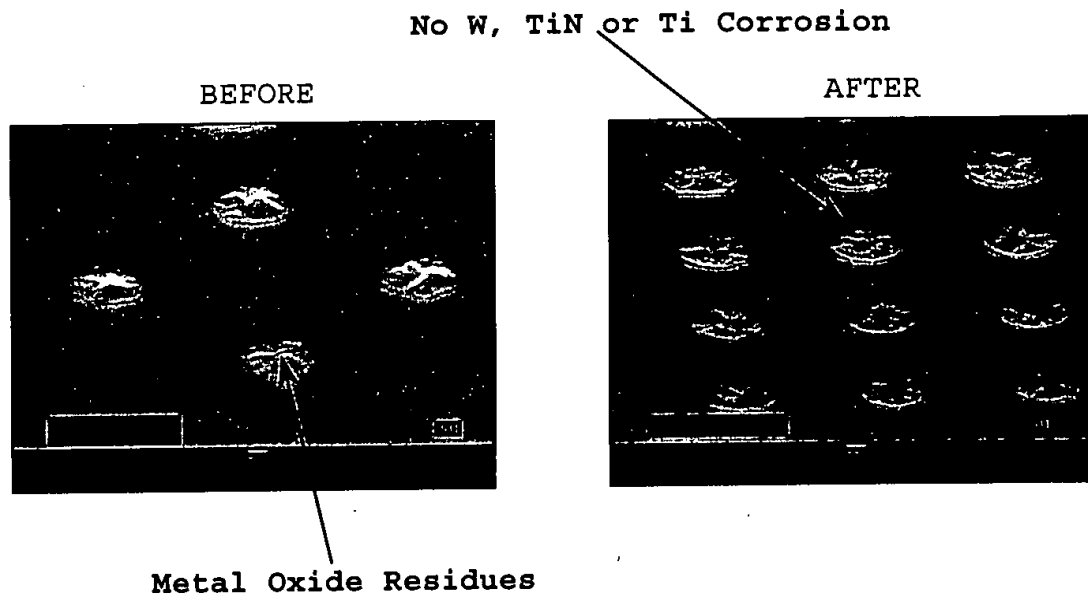 No W, TiN or Ti Corrosion
BEFORE
AFTER
Metal Oxide Residues